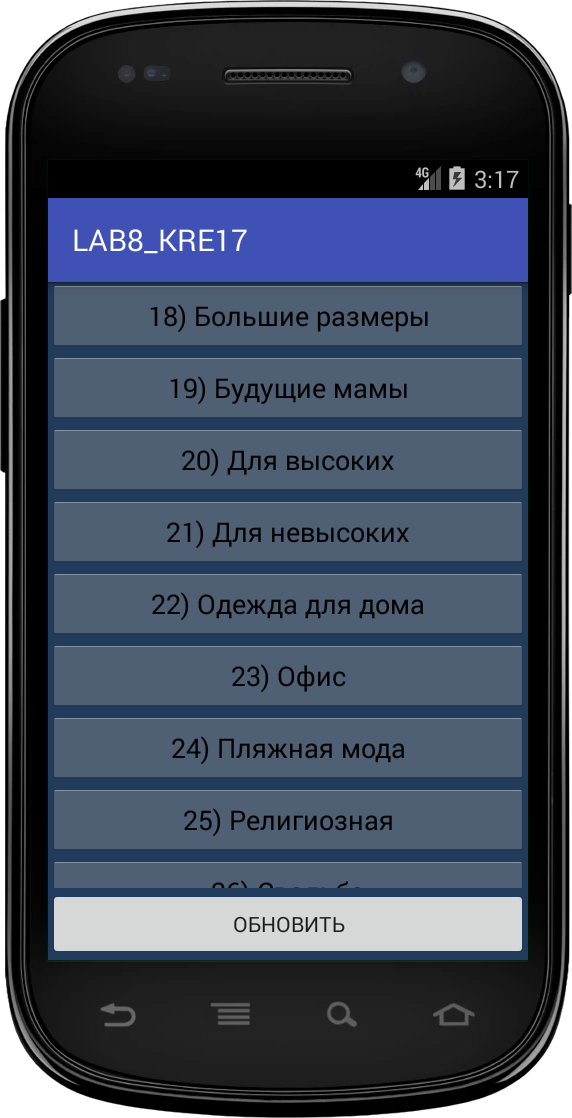 4G 3:17
LAB8_KRE17
18) Большие размеры
19) Будущие мамы
20) Для высоких
21) Для невысоких
22) Одежда для дома
23) Офис
24) Пляжная мода
25) Религиозная
ОБНОВИТЬ